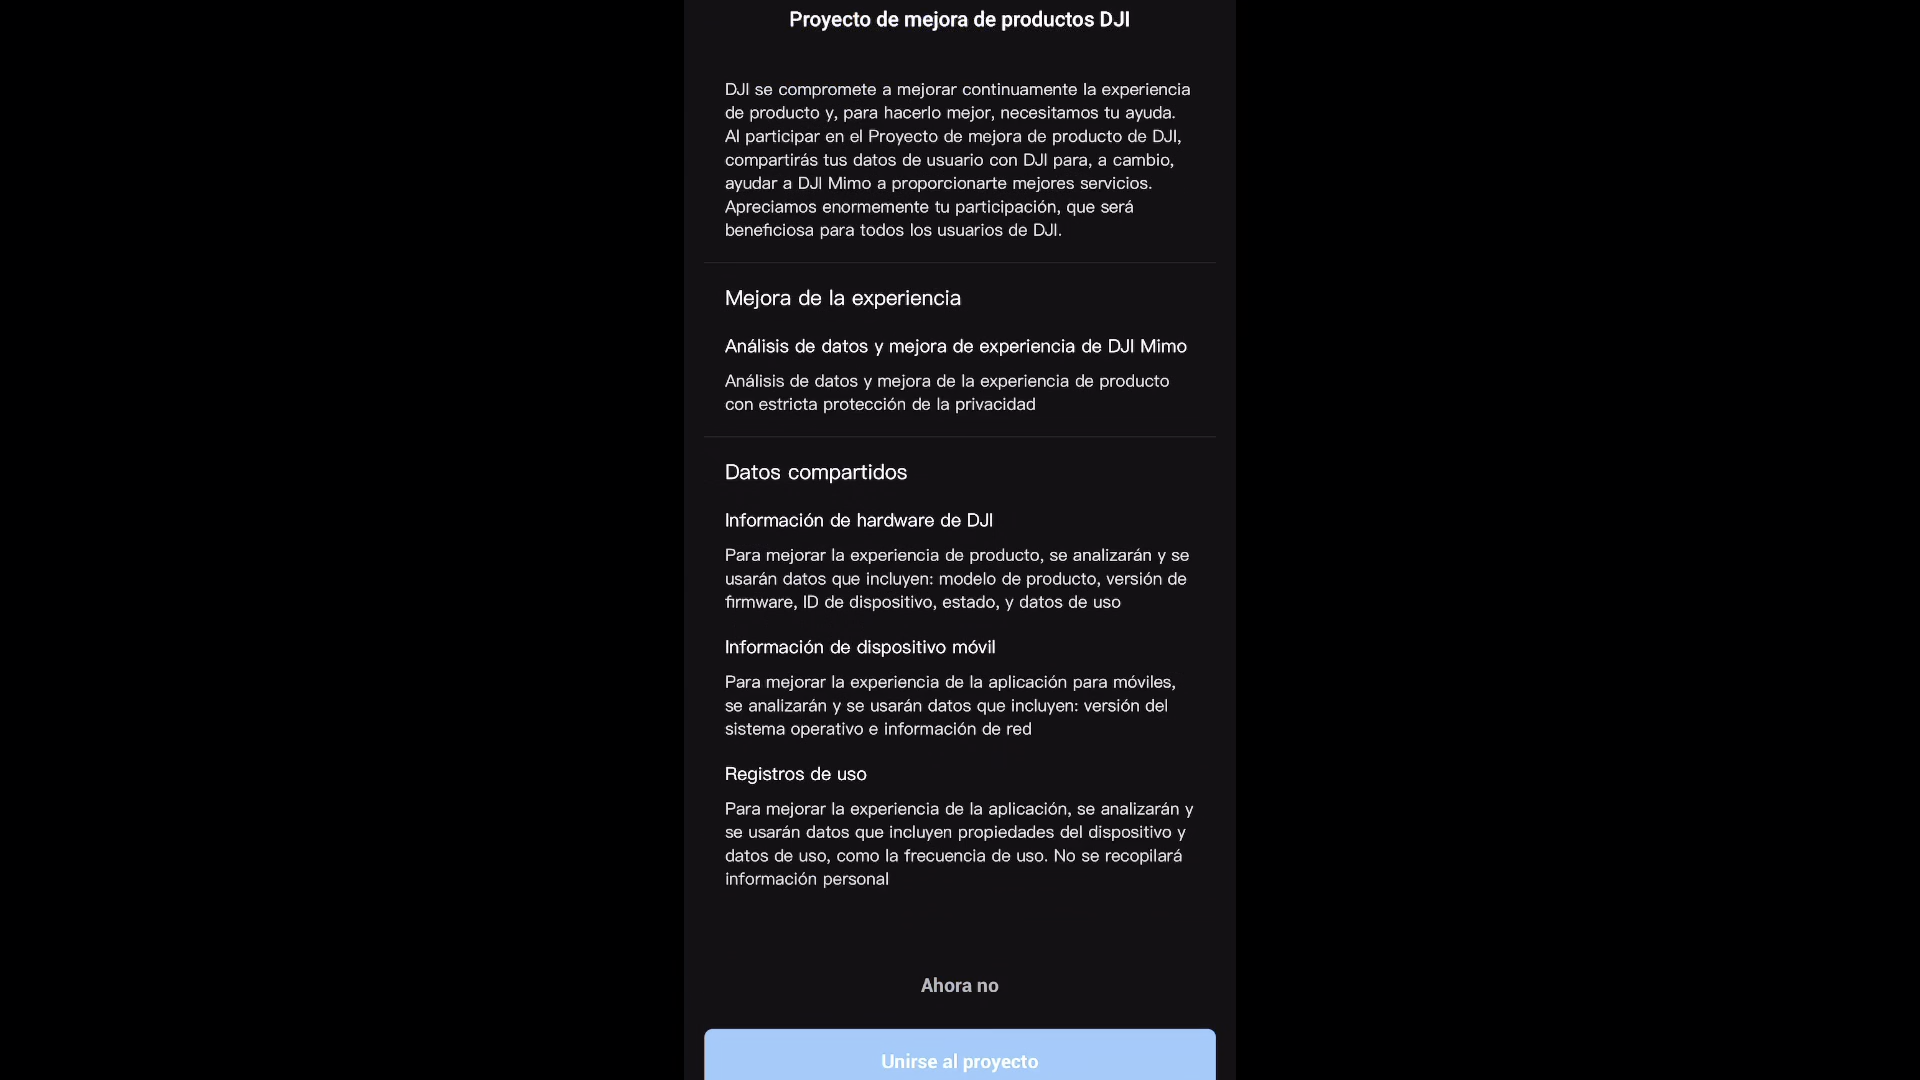 Proyecto de mejora de productos DJI
DJI se compromete a mejorar continuamente la experiencia
de producto y, para hacerlo mejor, necesitamos tu ayuda.
Al participar en el Proyecto de mejora de producto de DJI,
compartirás tus datos de usuario con DJI para, a cambio,
ayudar a DJI Mimo a proporcionarte mejores servicios.
Apreciamos enormemente tu participación, que será
beneficiosa para todos los usuarios de DJI.
Mejora de la experiencia
Análisis de datos y mejora de experiencia de DJI Mimo
Análisis de datos y mejora de la experiencia de producto
con estricta protección de la privacidad
Datos compartidos
Información de hardware de DJI
Para mejorar la experiencia de producto, se analizarán y se
usarán datos que incluyen: modelo de producto, versión de
firmware, ID de dispositivo, estado, y datos de uso
Información de dispositivo móvil
Para mejorar la experiencia de la aplicación para móviles,
se analizarán y se usarán datos que incluyen: versión del
sistema operativo e información de red
Registros de uso
Para mejorar la experiencia de la aplicación, se analizarán y
se usarán datos que incluyen propiedades del dispositivo y
datos de uso, como la frecuencia de uso. No se recopilará
información personal
Ahora no
Unirse al proyecto